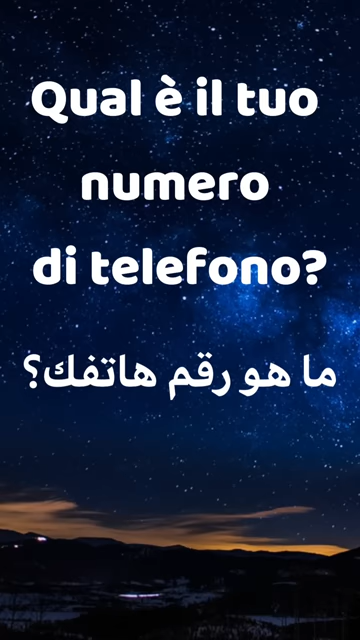 Qual è il tuo
numero
di telefono?
ما هو رقم هاتفك؟